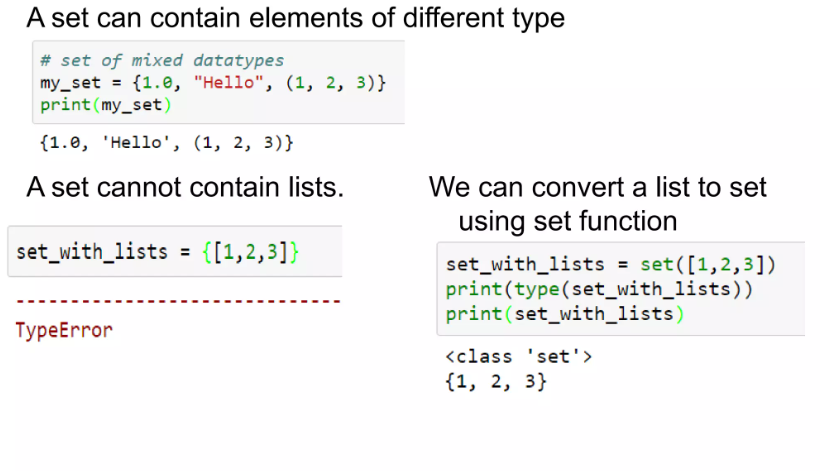 A set can contain elements of different type
# set of mixed datatypes
my_set = {1.0, "Hello", (1, 2, 3)}
print(my_set)
{1.0, 'Hello', (1, 2, 3)}
A set cannot contain lists.
set_with_lists = {[1,2,3]}
------------------------------
TypeError
We can convert a list to set
using set function
set_with_lists = set([1,2,3])
print(type(set_with_lists))
print(set_with_lists)
<class 'set'>
{1, 2, 3}